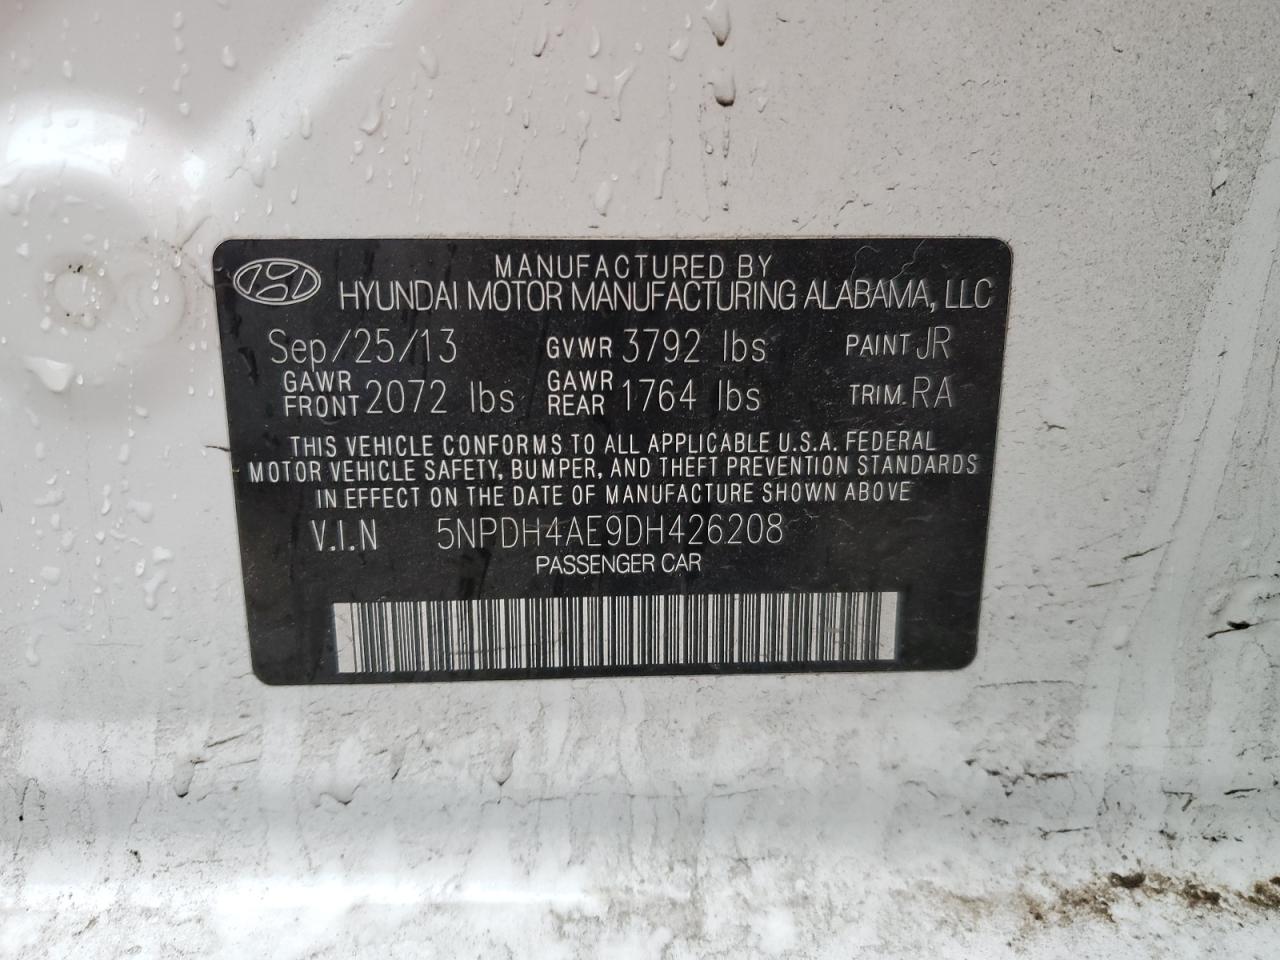 MANUFACTURED BY
HYUNDAI MOTOR MANUFACTURING ALABAMA, LLC
Sep/25/13 GVWR 3792 lbs PAINT JR
GAWR FRONT 2072 lbs GAWR REAR 1764 lbs TRIM. RA
THIS VEHICLE CONFORMS TO ALL APPLICABLE U.S.A. FEDERAL
MOTOR VEHICLE SAFETY, BUMPER, AND THEFT PREVENTION STANDARDS
IN EFFECT ON THE DATE OF MANUFACTURE SHOWN ABOVE
V.I.N 5NPDH4AE9DH426208
PASSENGER CAR